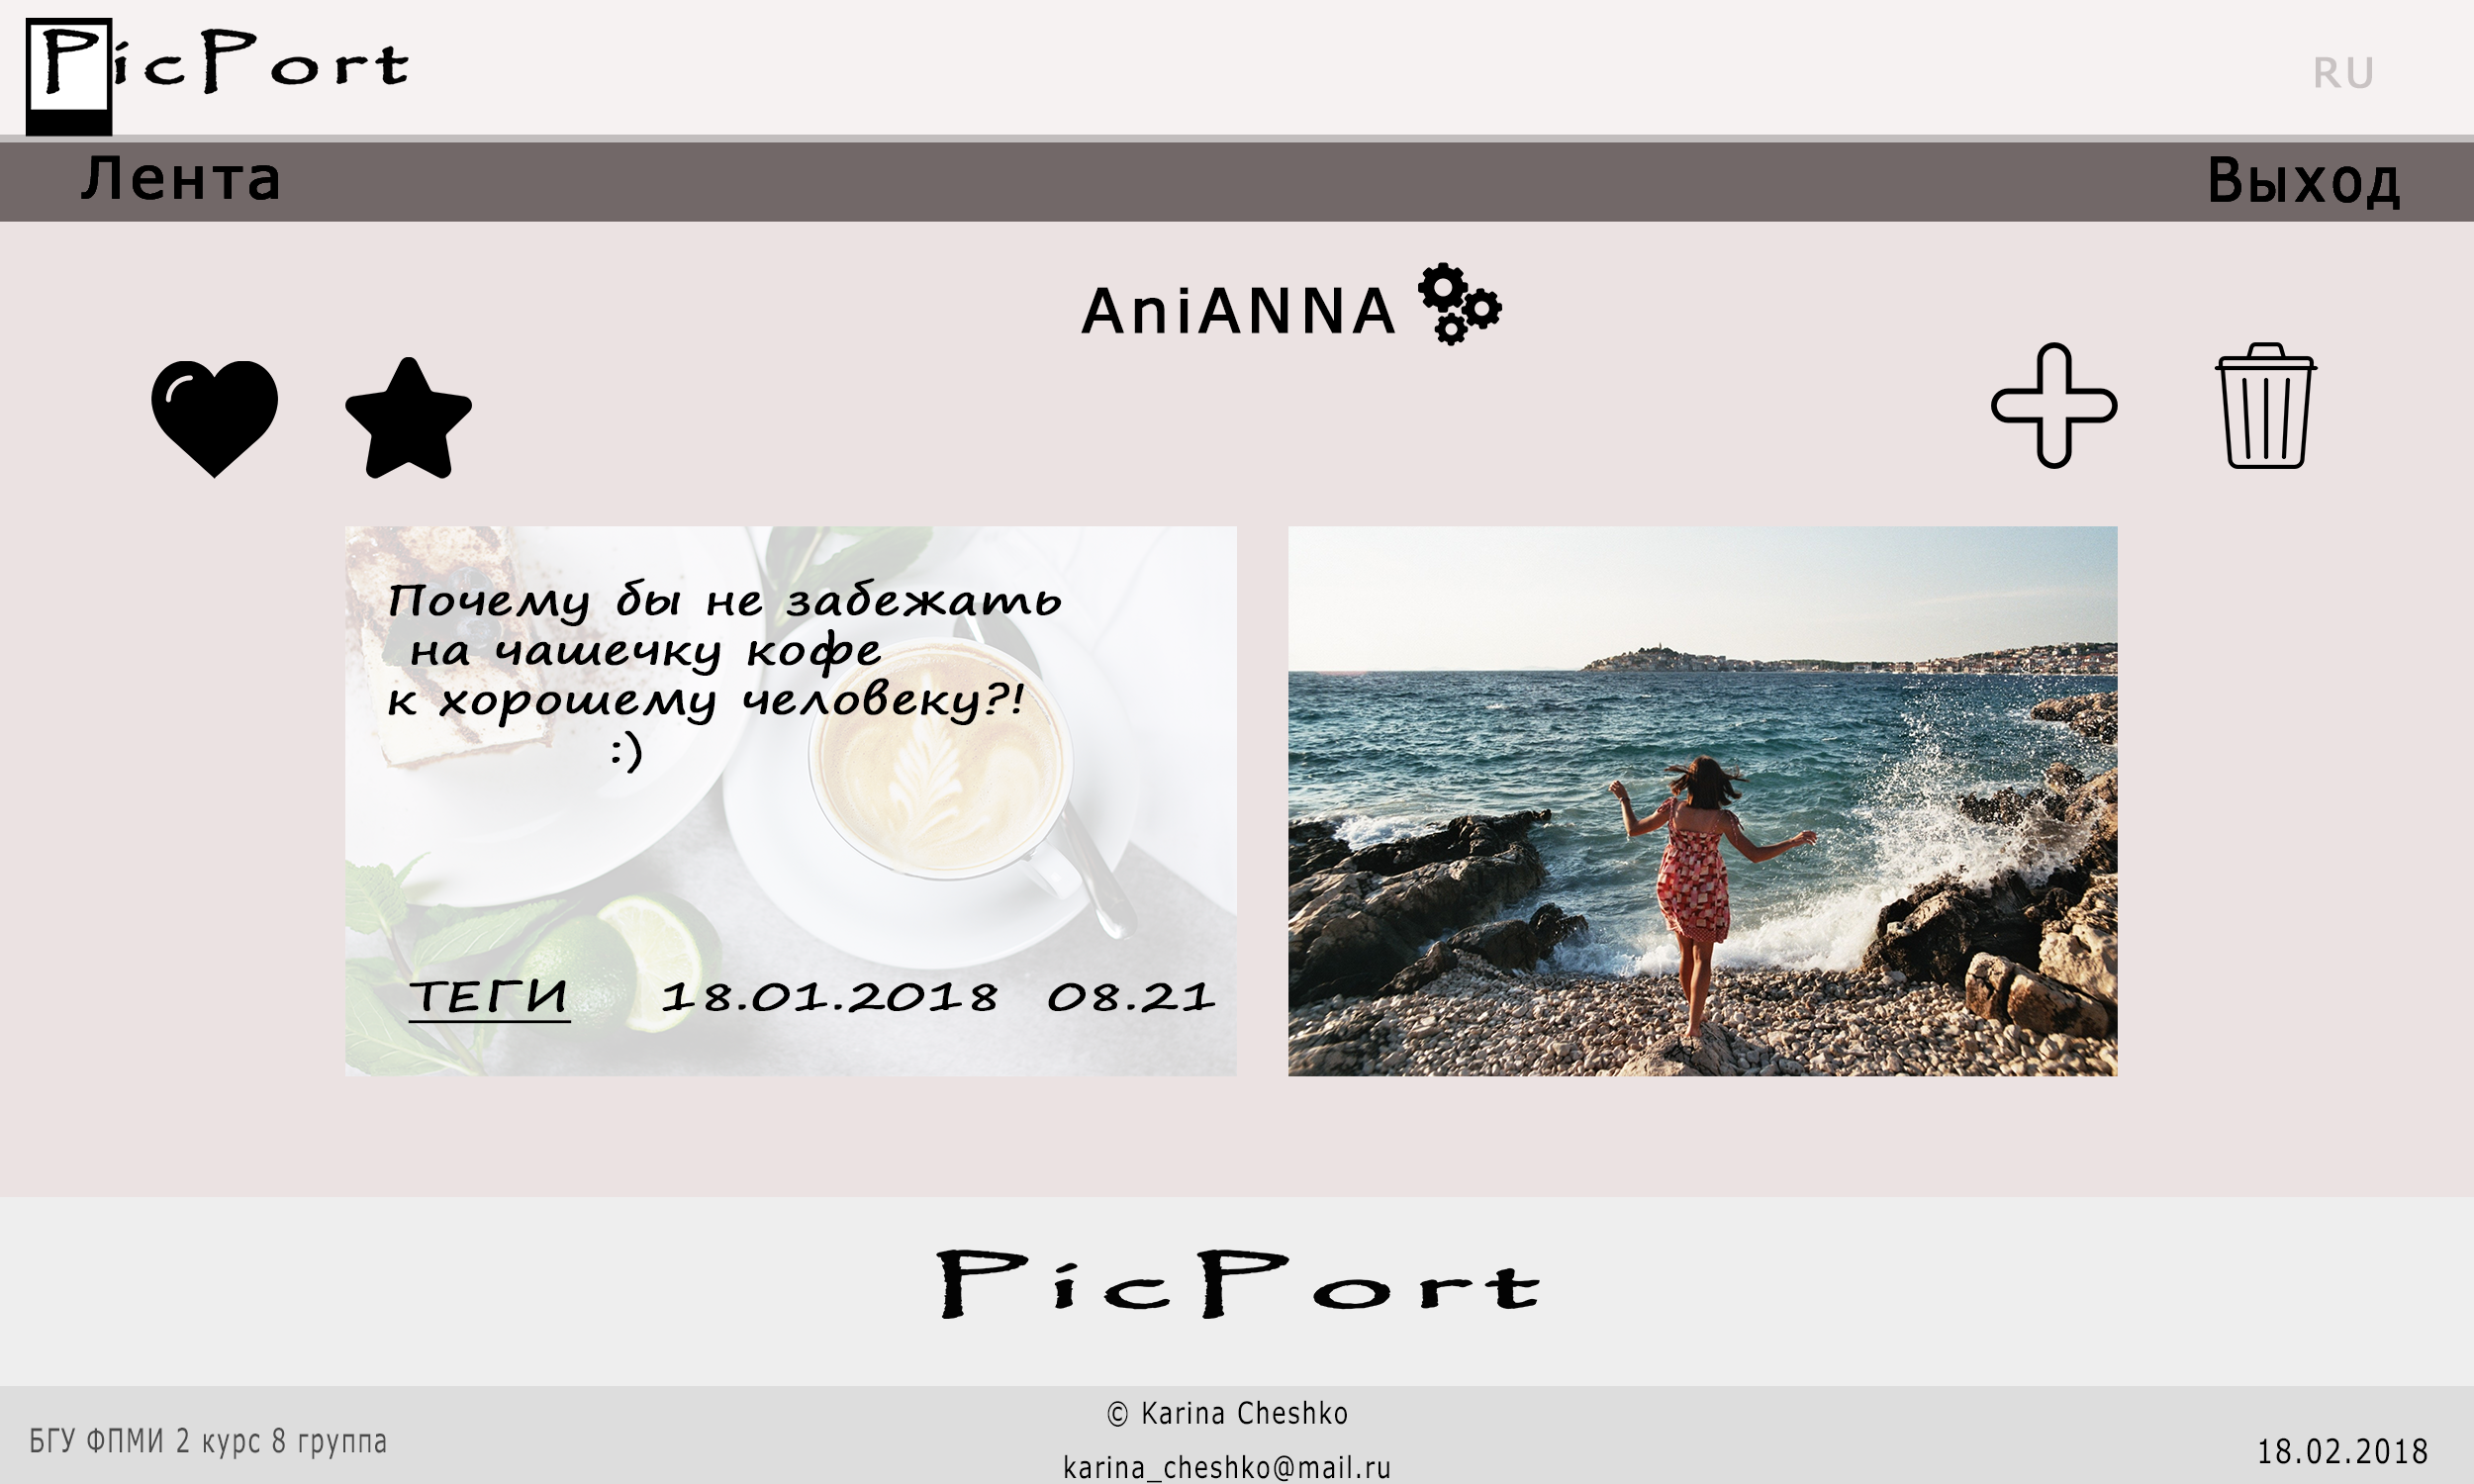 PicPort
RU
Лента
Выход
AniANNA
Почему бы не забежать
на чашечку кофе
к хорошему человеку?!
:)
ТЕГИ 18.01.2018 08.21
PicPort
© Karina Cheshko
БГУ ФПМИ 2 курс 8 группа
karina_cheshko@mail.ru
18.02.2018